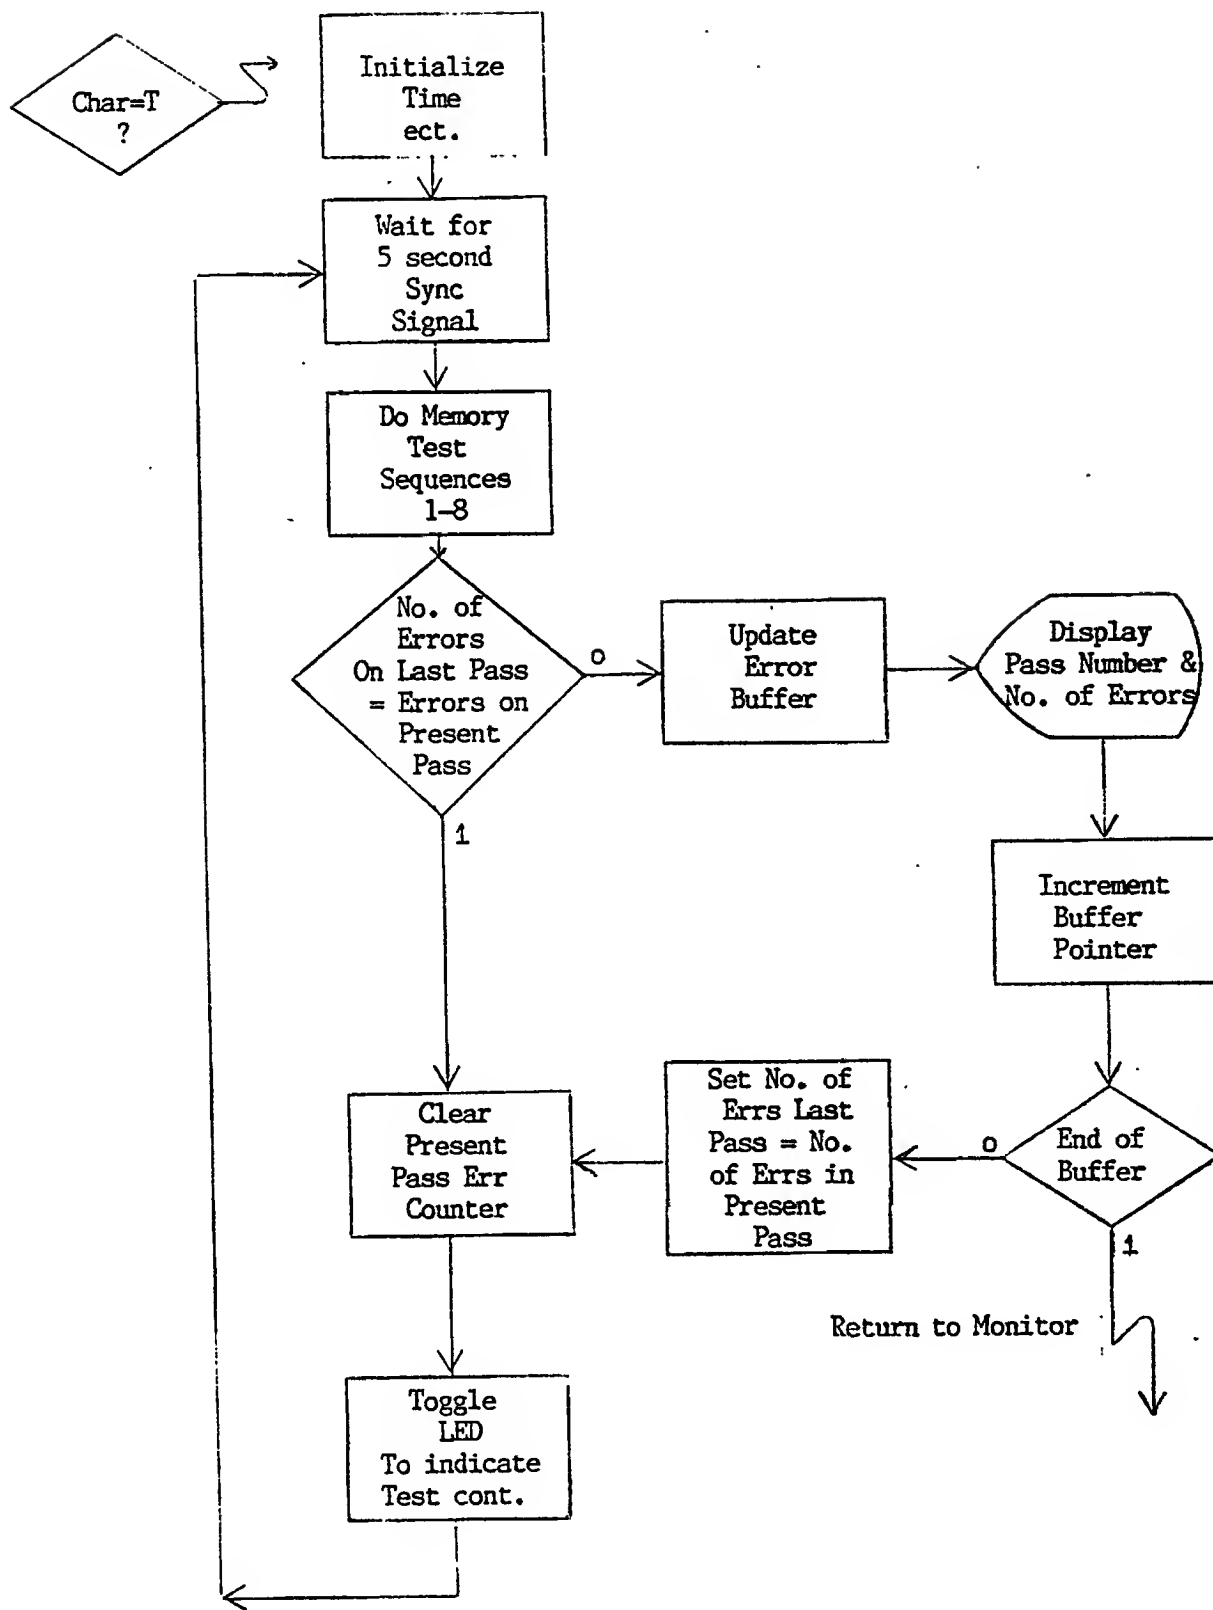 Char=T
?
Initialize
Time
ect.
Wait for
5 second
Sync
Signal
Do Memory
Test
Sequences
1-8
No. of
Errors
On Last Pass
= Errors on
Present
Pass
0
1
Update
Error
Buffer
Display
Pass Number &
No. of Errors
Increment
Buffer
Pointer
End of
Buffer
0
1
Set No. of
Errs Last
Pass = No.
of Errs in
Present
Pass
Clear
Present
Pass Err
Counter
Return to Monitor
Toggle
LED
To indicate
Test cont.